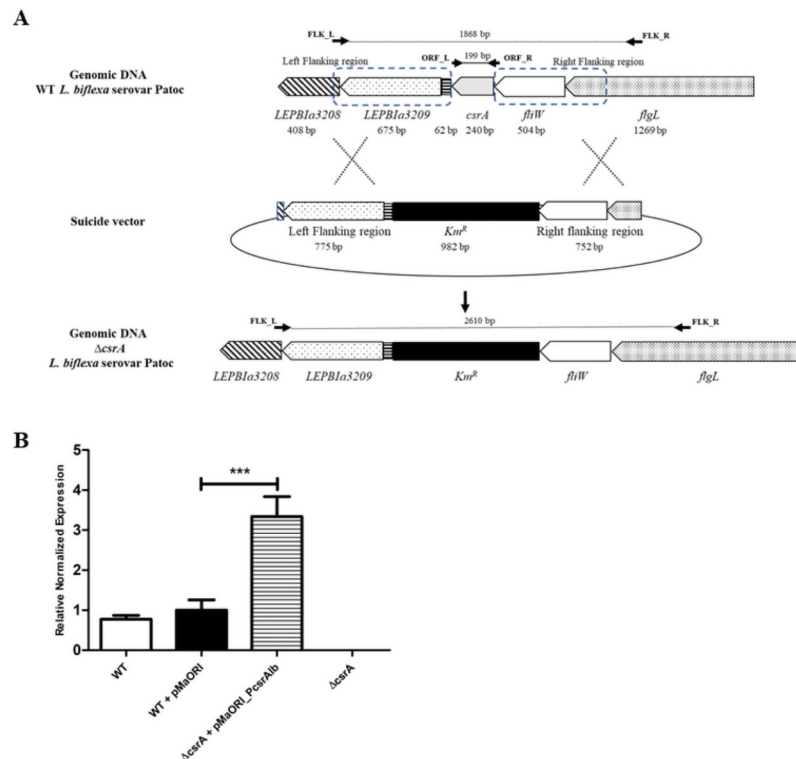 A
FLK_L
1868 bp
FLK_R
Left Flanking region
ORF_L
199 bp
ORF_R
Right Flanking region
Genomic DNA
WT L. biflexa serovar Patoc
LEPBIa3208 LEPBIa3209 csrA fliW flgL
408 bp 675 bp 62 bp 240 bp 504 bp 1269 bp
Suicide vector
Left Flanking region KmR Right flanking region
775 bp 982 bp 752 bp
FLK_L
2610 bp
FLK_R
Genomic DNA
ΔcsrA
L. biflexa serovar Patoc
LEPBIa3208 LEPBIa3209 KmR fliW flgL
B
Relative Normalized Expression
5
4
3
2
1
0
***
WT
WT + pMaORI
ΔcsrA + pMaORI_PcsrAlb
ΔcsrA